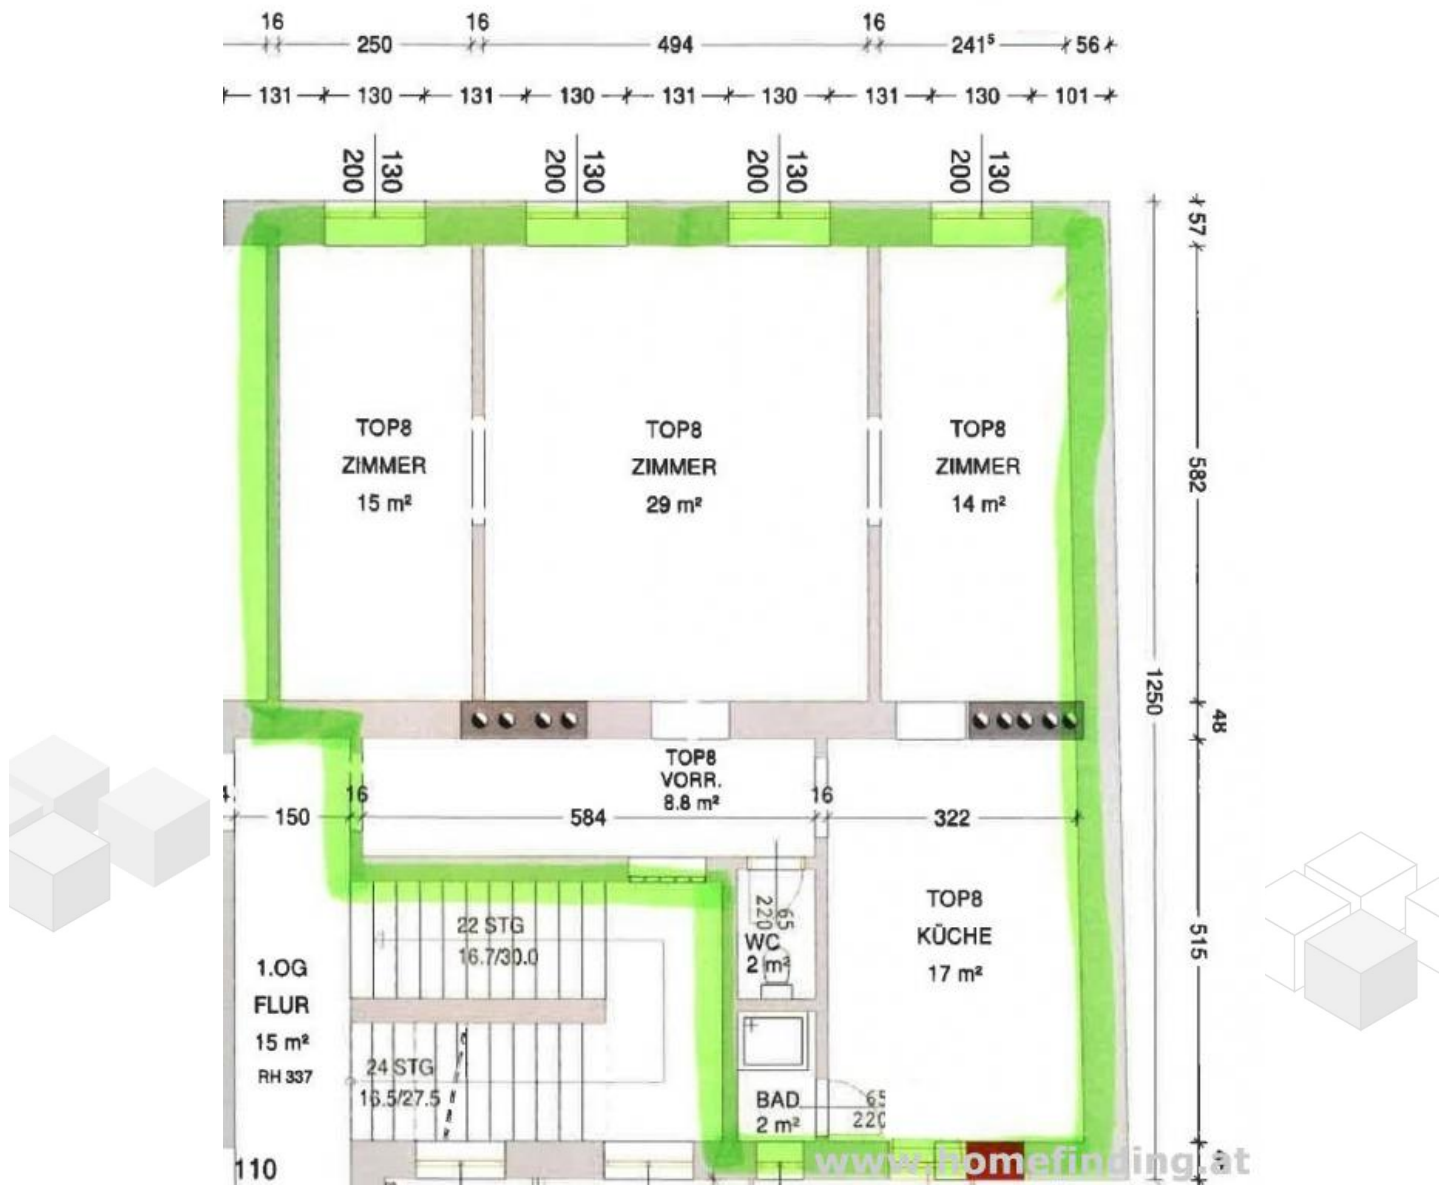 16 16 16
250 494 241⁵ 56
131 130 131 130 131 130 131 130 101
200 130 200 130 200 130 200 130
57
TOP8
ZIMMER
15 m²
TOP8
ZIMMER
29 m²
TOP8
ZIMMER
14 m²
582
1250
48
TOP8
VORR.
8.8 m²
16 16
150 584 322
22 STG
16.7/30.0
65
220
WC
2 m²
TOP8
KÜCHE
17 m²
515
1.OG
FLUR
15 m²
RH 337
24 STG
16.5/27.5
BAD
2 m²
65
220
110
www.homefinding.at